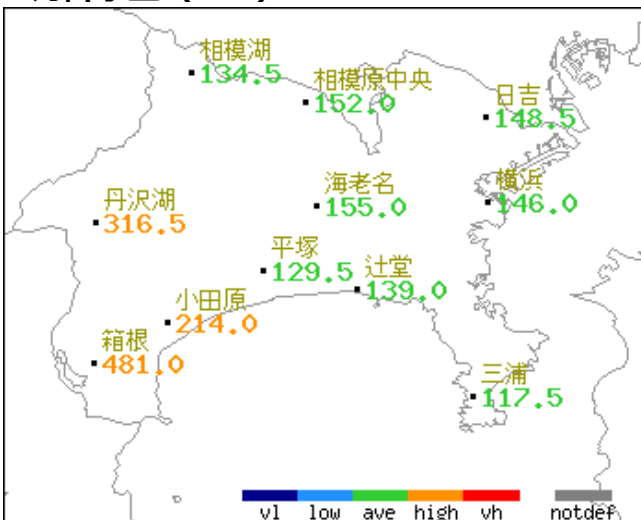 相模湖
134.5
相模原中央
152.0
日吉
148.5
丹沢湖
316.5
海老名
155.0
横浜
146.0
平塚
129.5
辻堂
139.0
小田原
214.0
箱根
481.0
三浦
117.5
vl low ave high vh notdef